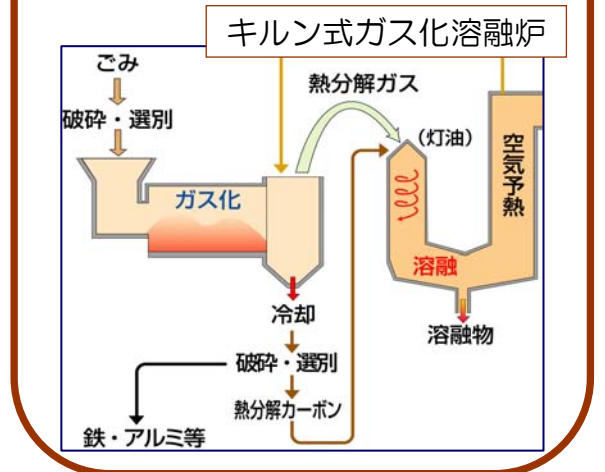 キルン式ガス化溶融炉
ごみ
熱分解ガス
破砕・選別
(灯油)
空気予熱
ガス化
溶融
冷却
溶融物
破砕・選別
熱分解カーボン
鉄・アルミ等